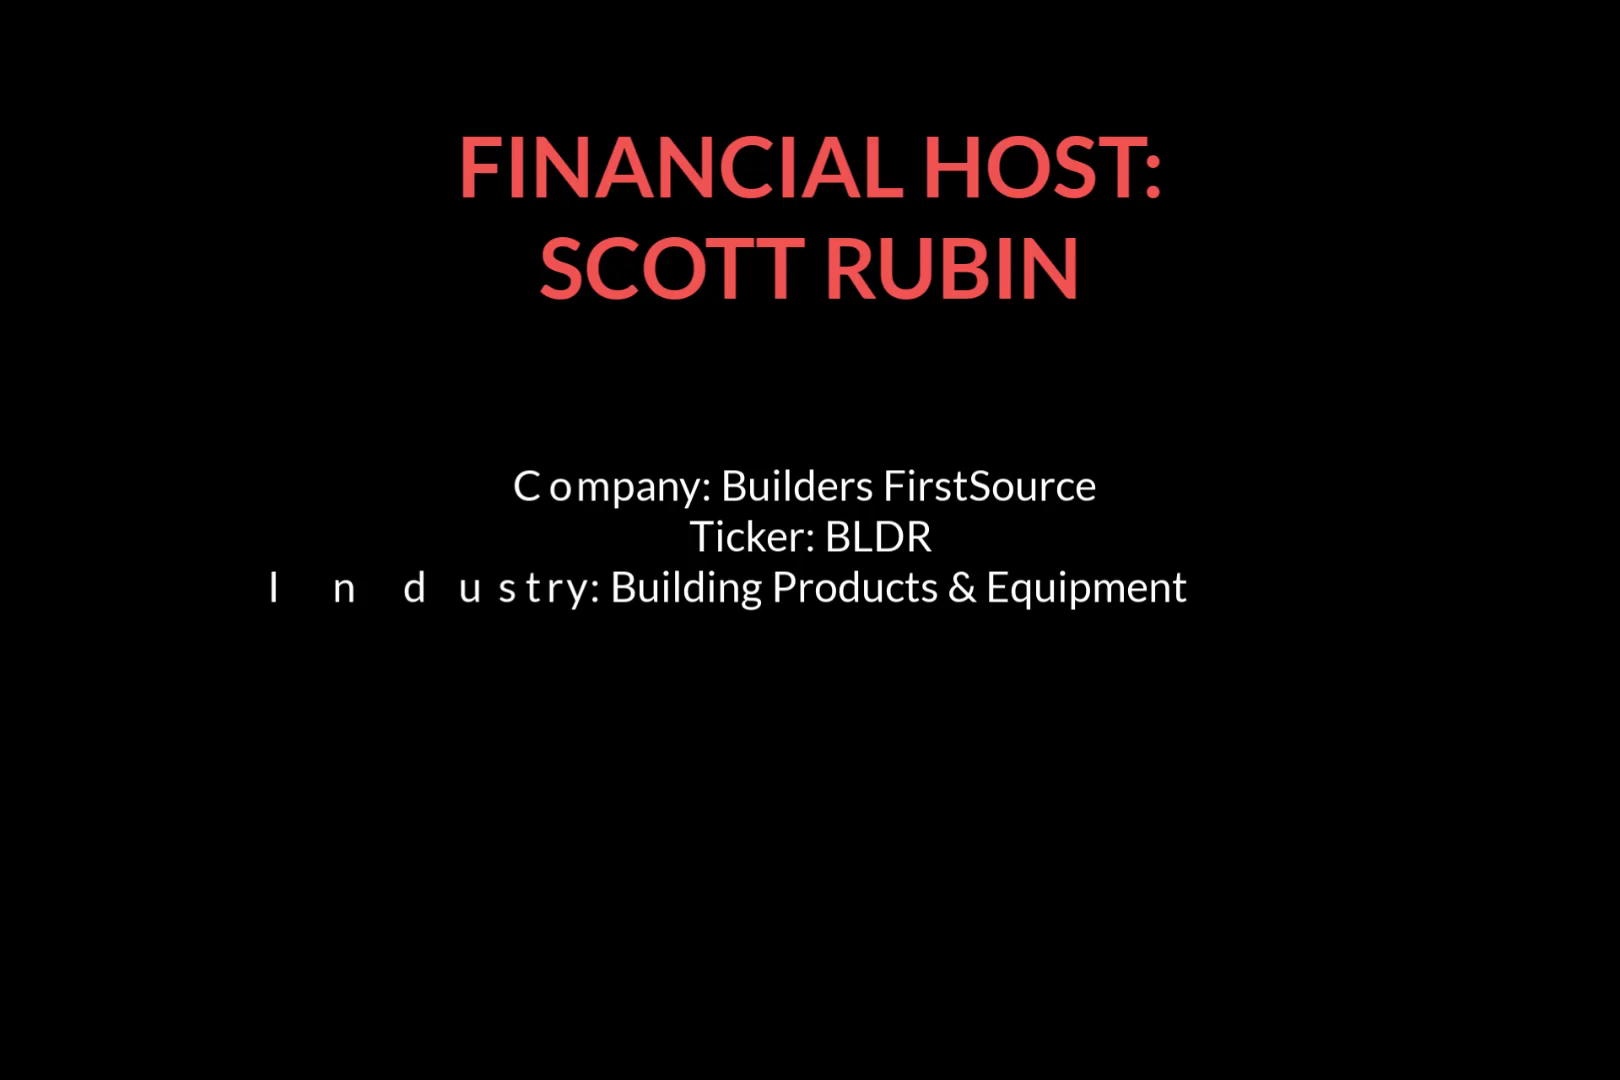 FINANCIAL HOST:
SCOTT RUBIN
Company: Builders FirstSource
Ticker: BLDR
Industry: Building Products & Equipment